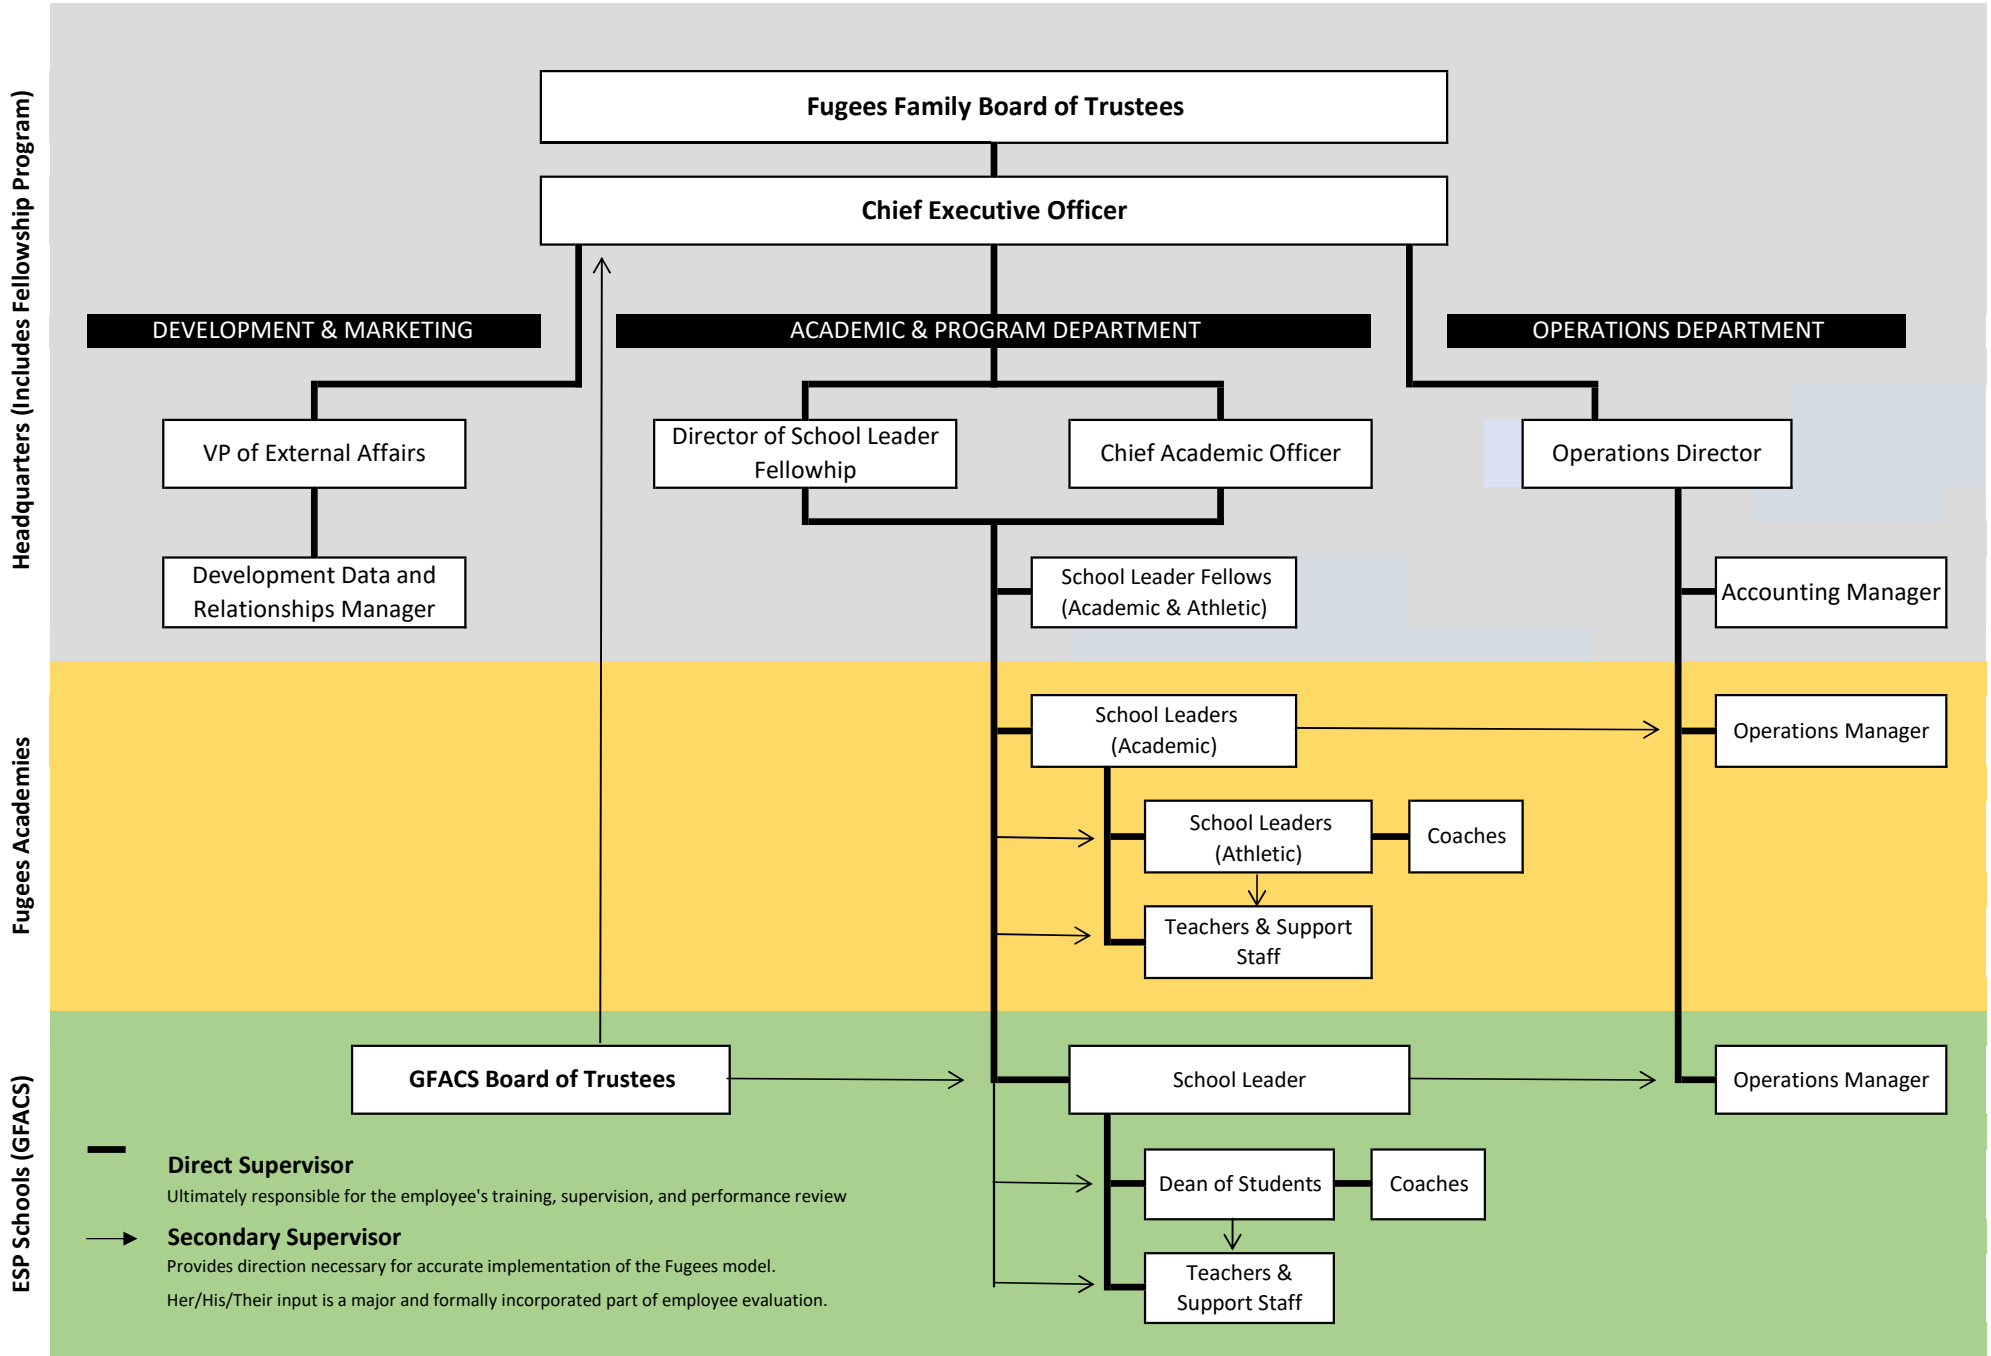 Headquarters (Includes Fellowship Program)
Fugees Family Board of Trustees
Chief Executive Officer
DEVELOPMENT & MARKETING
ACADEMIC & PROGRAM DEPARTMENT
OPERATIONS DEPARTMENT
VP of External Affairs
Director of School Leader
Fellowhip
Chief Academic Officer
Operations Director
Development Data and
Relationships Manager
School Leader Fellows
(Academic & Athletic)
Accounting Manager
Fugees Academies
School Leaders
(Academic)
Operations Manager
School Leaders
(Athletic)
Coaches
Teachers & Support
Staff
ESP Schools (GFACS)
GFACS Board of Trustees
School Leader
Operations Manager
Dean of Students
Coaches
Teachers &
Support Staff
Direct Supervisor
Ultimately responsible for the employee's training, supervision, and performance review
Secondary Supervisor
Provides direction necessary for accurate implementation of the Fugees model.
Her/His/Their input is a major and formally incorporated part of employee evaluation.